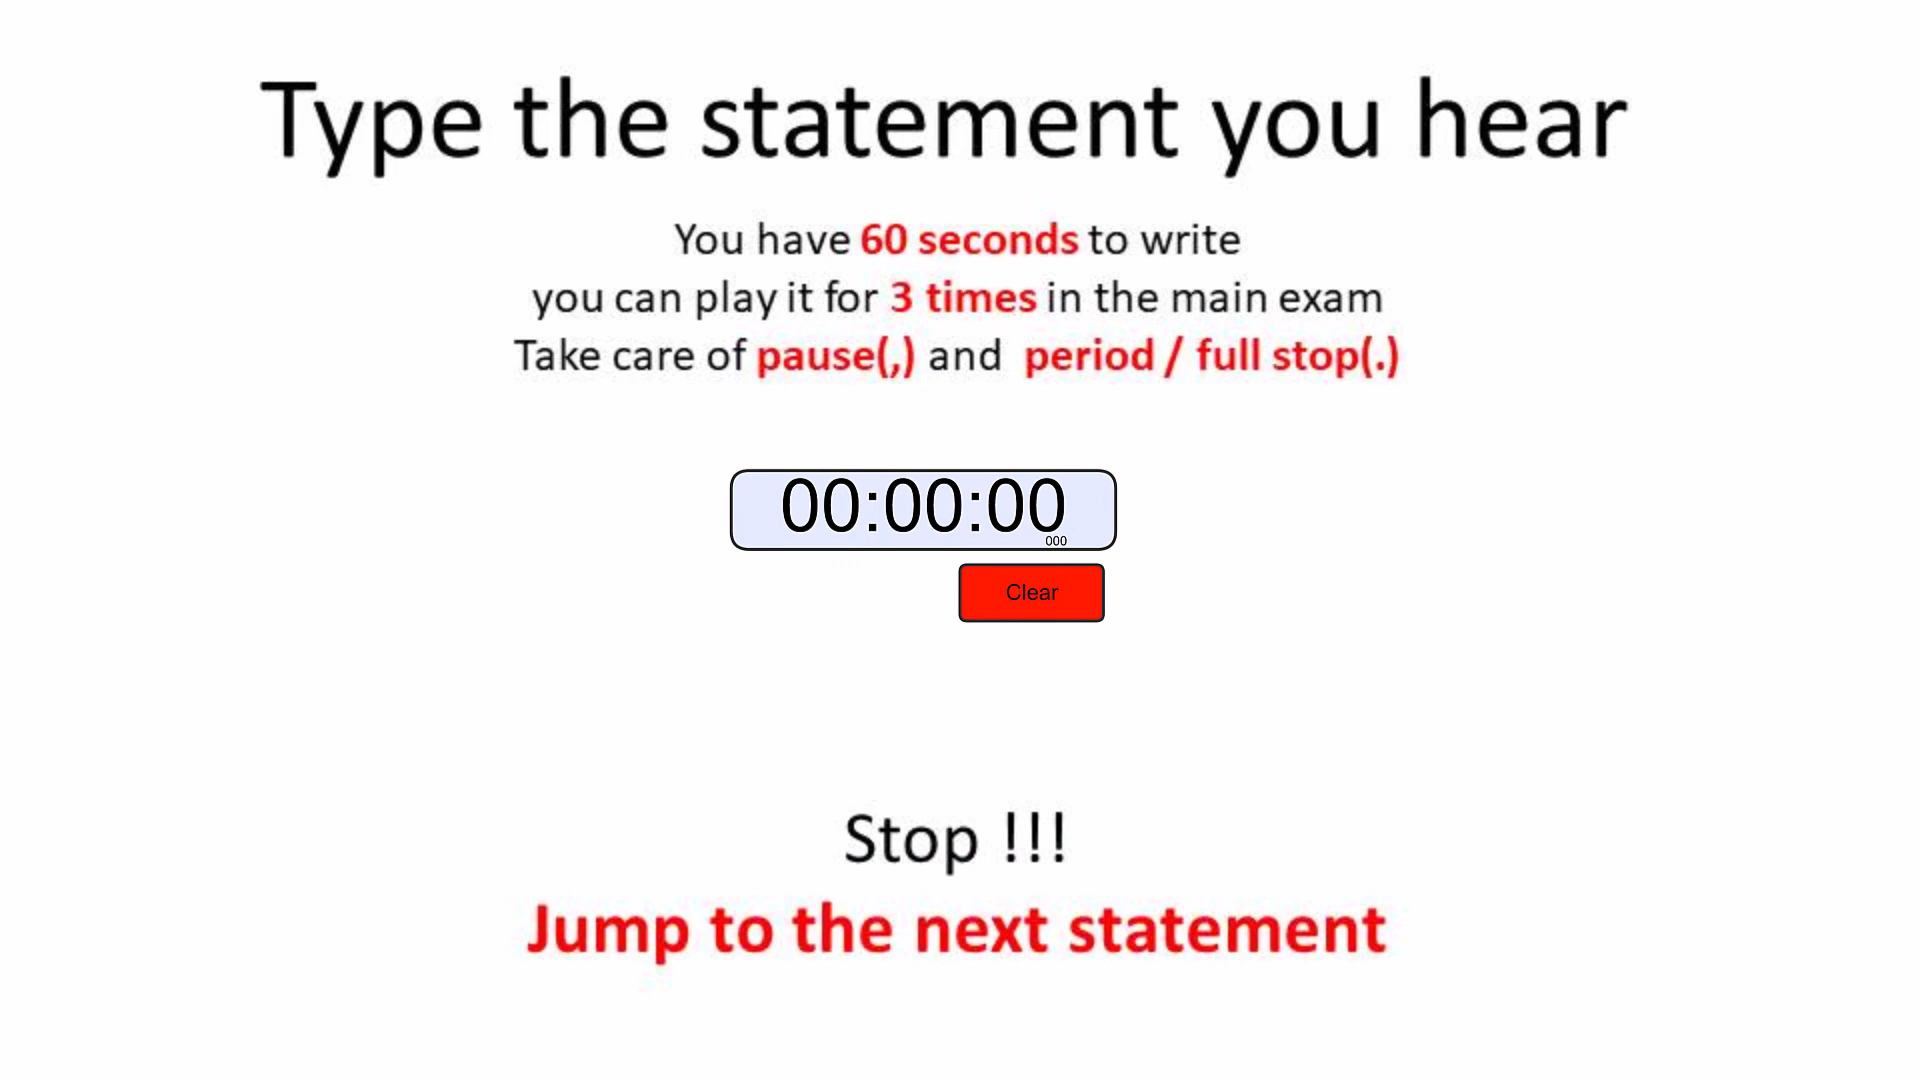 Type the statement you hear
You have 60 seconds to write
you can play it for 3 times in the main exam
Take care of pause(,) and period / full stop(.)
00:00:00
000
Clear
Stop !!!
Jump to the next statement